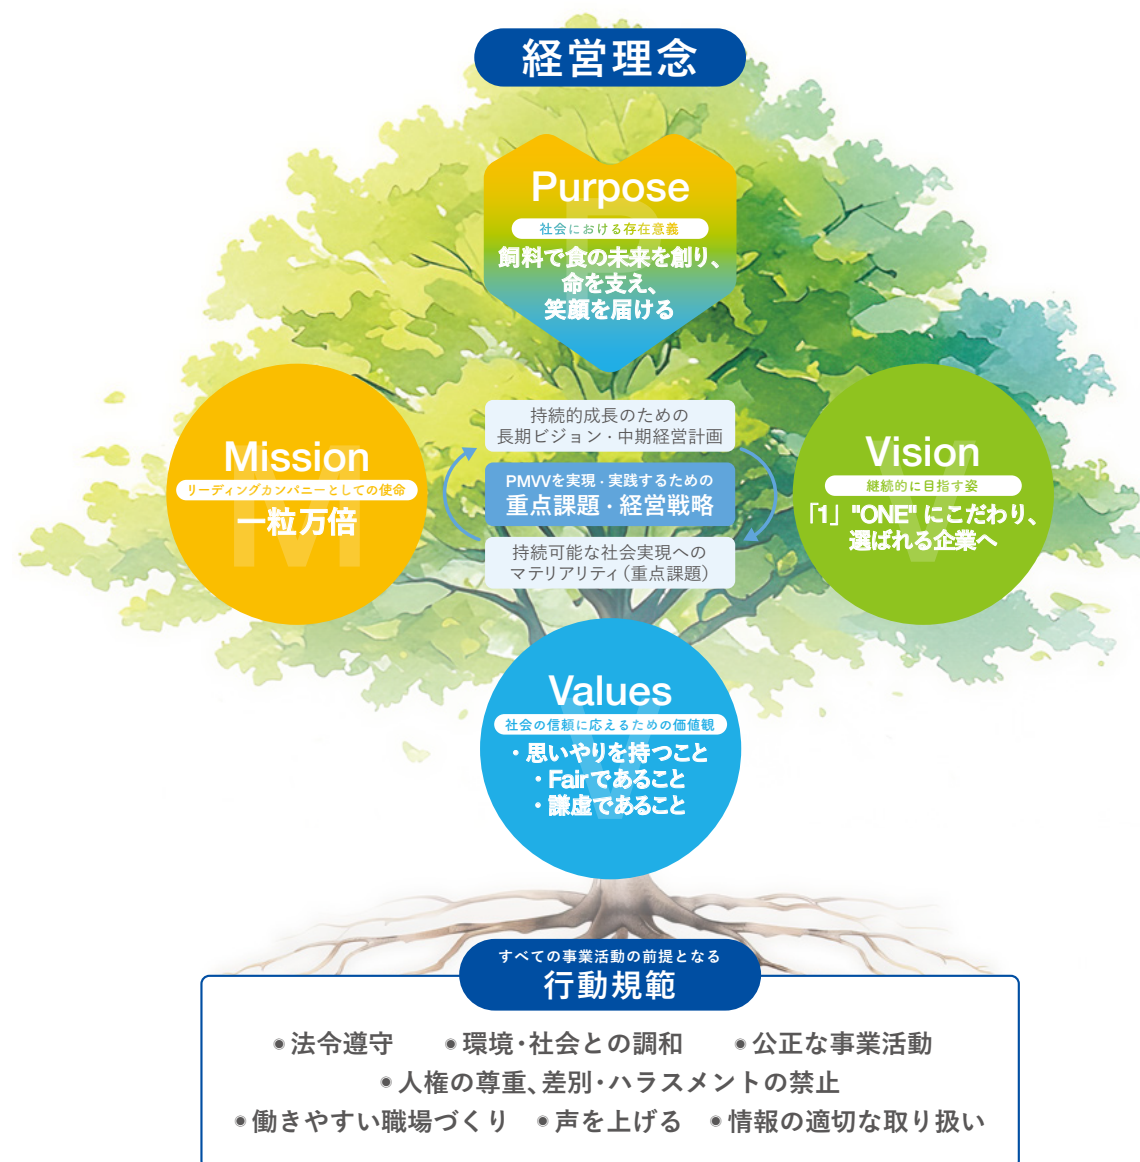 経営理念
Purpose
社会における存在意義
飼料で食の未来を創り、
命を支え、
笑顔を届ける
Mission
リーディングカンパニーとしての使命
一粒万倍
持続的成長のための
長期ビジョン・中期経営計画
PMVVを実現・実践するための
重点課題・経営戦略
持続可能な社会実現への
マテリアリティ（重点課題）
Vision
継続的に目指す姿
「1」"ONE"にこだわり、
選ばれる企業へ
Values
社会の信頼に応えるための価値観
・思いやりを持つこと
・Fairであること
・謙虚であること
すべての事業活動の前提となる
行動規範
●法令遵守 ●環境・社会との調和 ●公正な事業活動
●人権の尊重、差別・ハラスメントの禁止
●働きやすい職場づくり ●声を上げる ●情報の適切な取り扱い